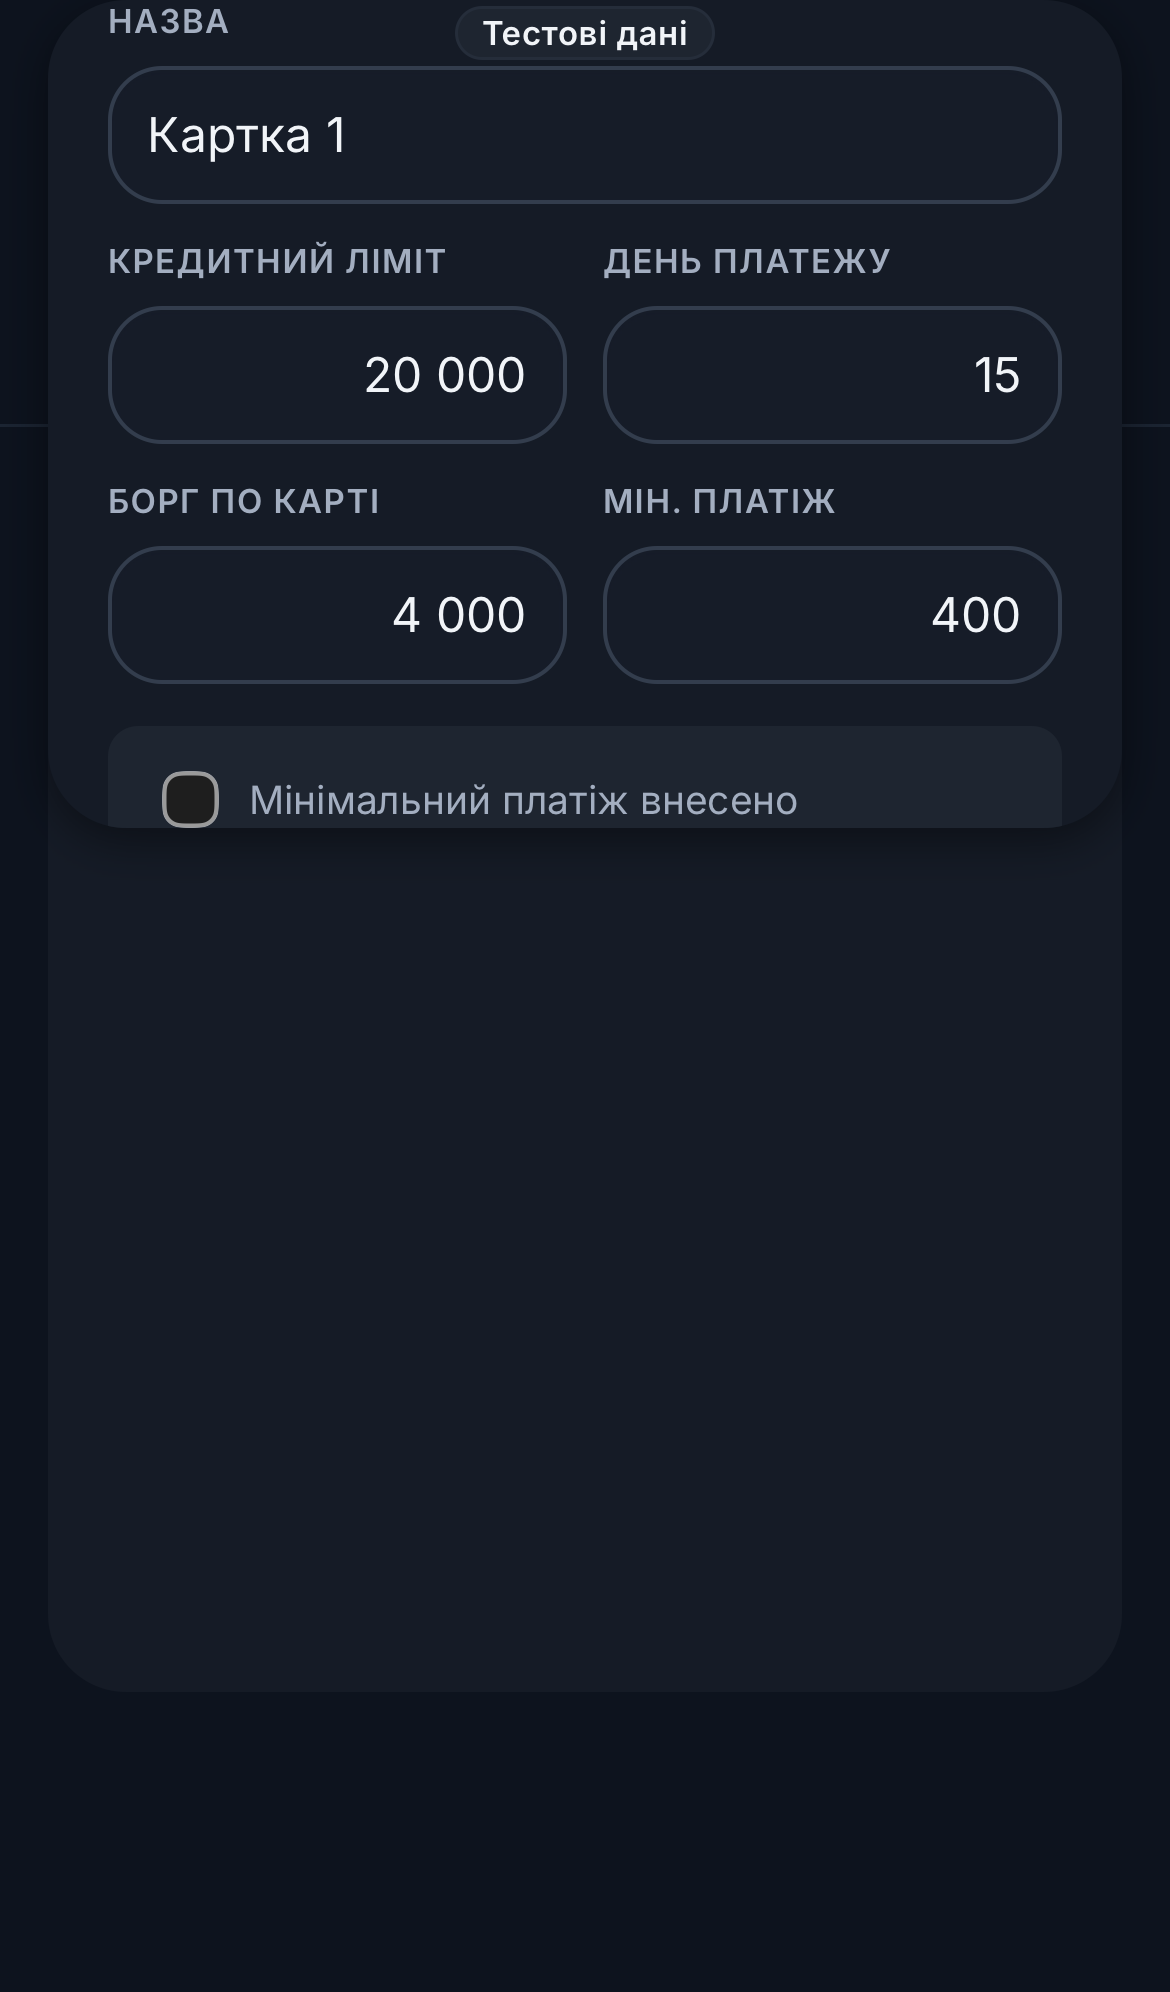 НАЗВА
Тестові дані
Картка 1
КРЕДИТНИЙ ЛІМІТ
ДЕНЬ ПЛАТЕЖУ
20 000
15
БОРГ ПО КАРТІ
МІН. ПЛАТІЖ
4 000
400
Мінімальний платіж внесено